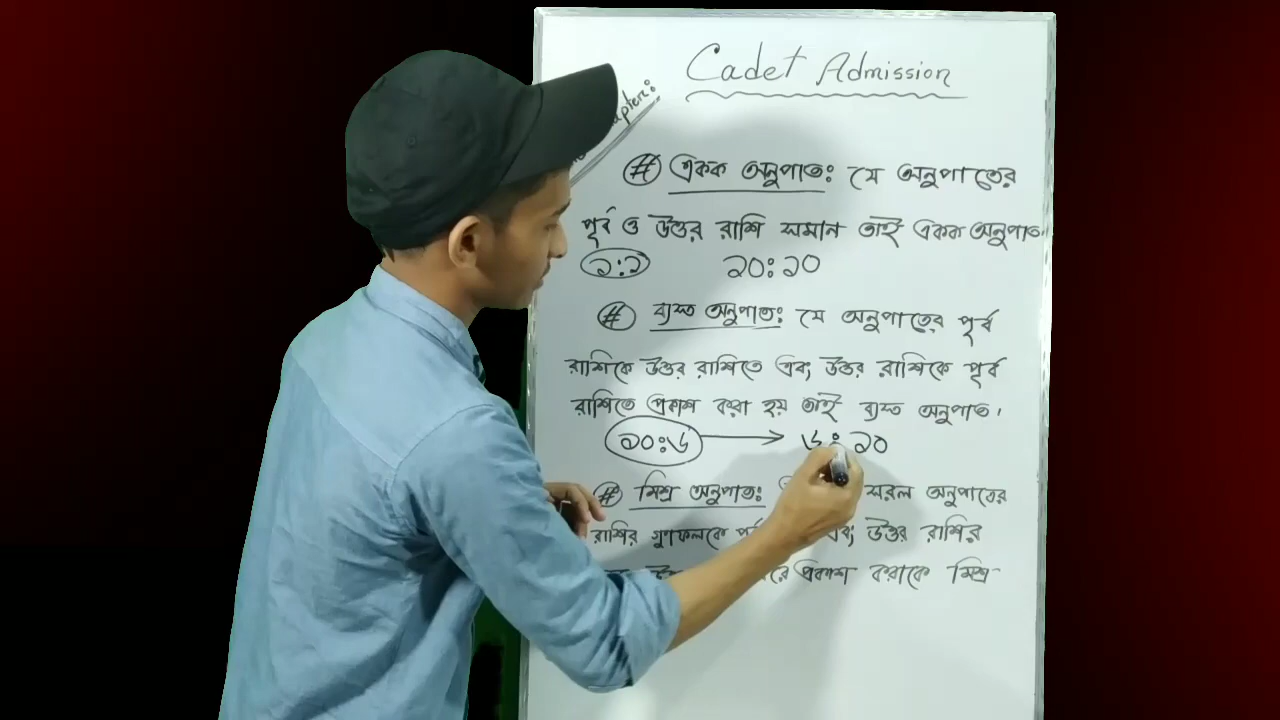 Cadet Admission
# একক অনুপাতঃ যে অনুপাতের
পূর্ব ও উত্তর রাশি সমান তাই একক অনুপাত।
১:১ ১০:১০
# ব্যস্ত অনুপাতঃ যে অনুপাতের পূর্ব
রাশিকে উত্তর রাশিতে এবং উত্তর রাশিকে পূর্ব
রাশিতে প্রকাশ করা হয় তাই ব্যস্ত অনুপাত।
১০:৬ → ৬:১০
# মিশ্র অনুপাতঃ সরল অনুপাতের
রাশির গুণফলকে এবং উত্তর রাশির
প্রকাশ করাকে মিশ্র